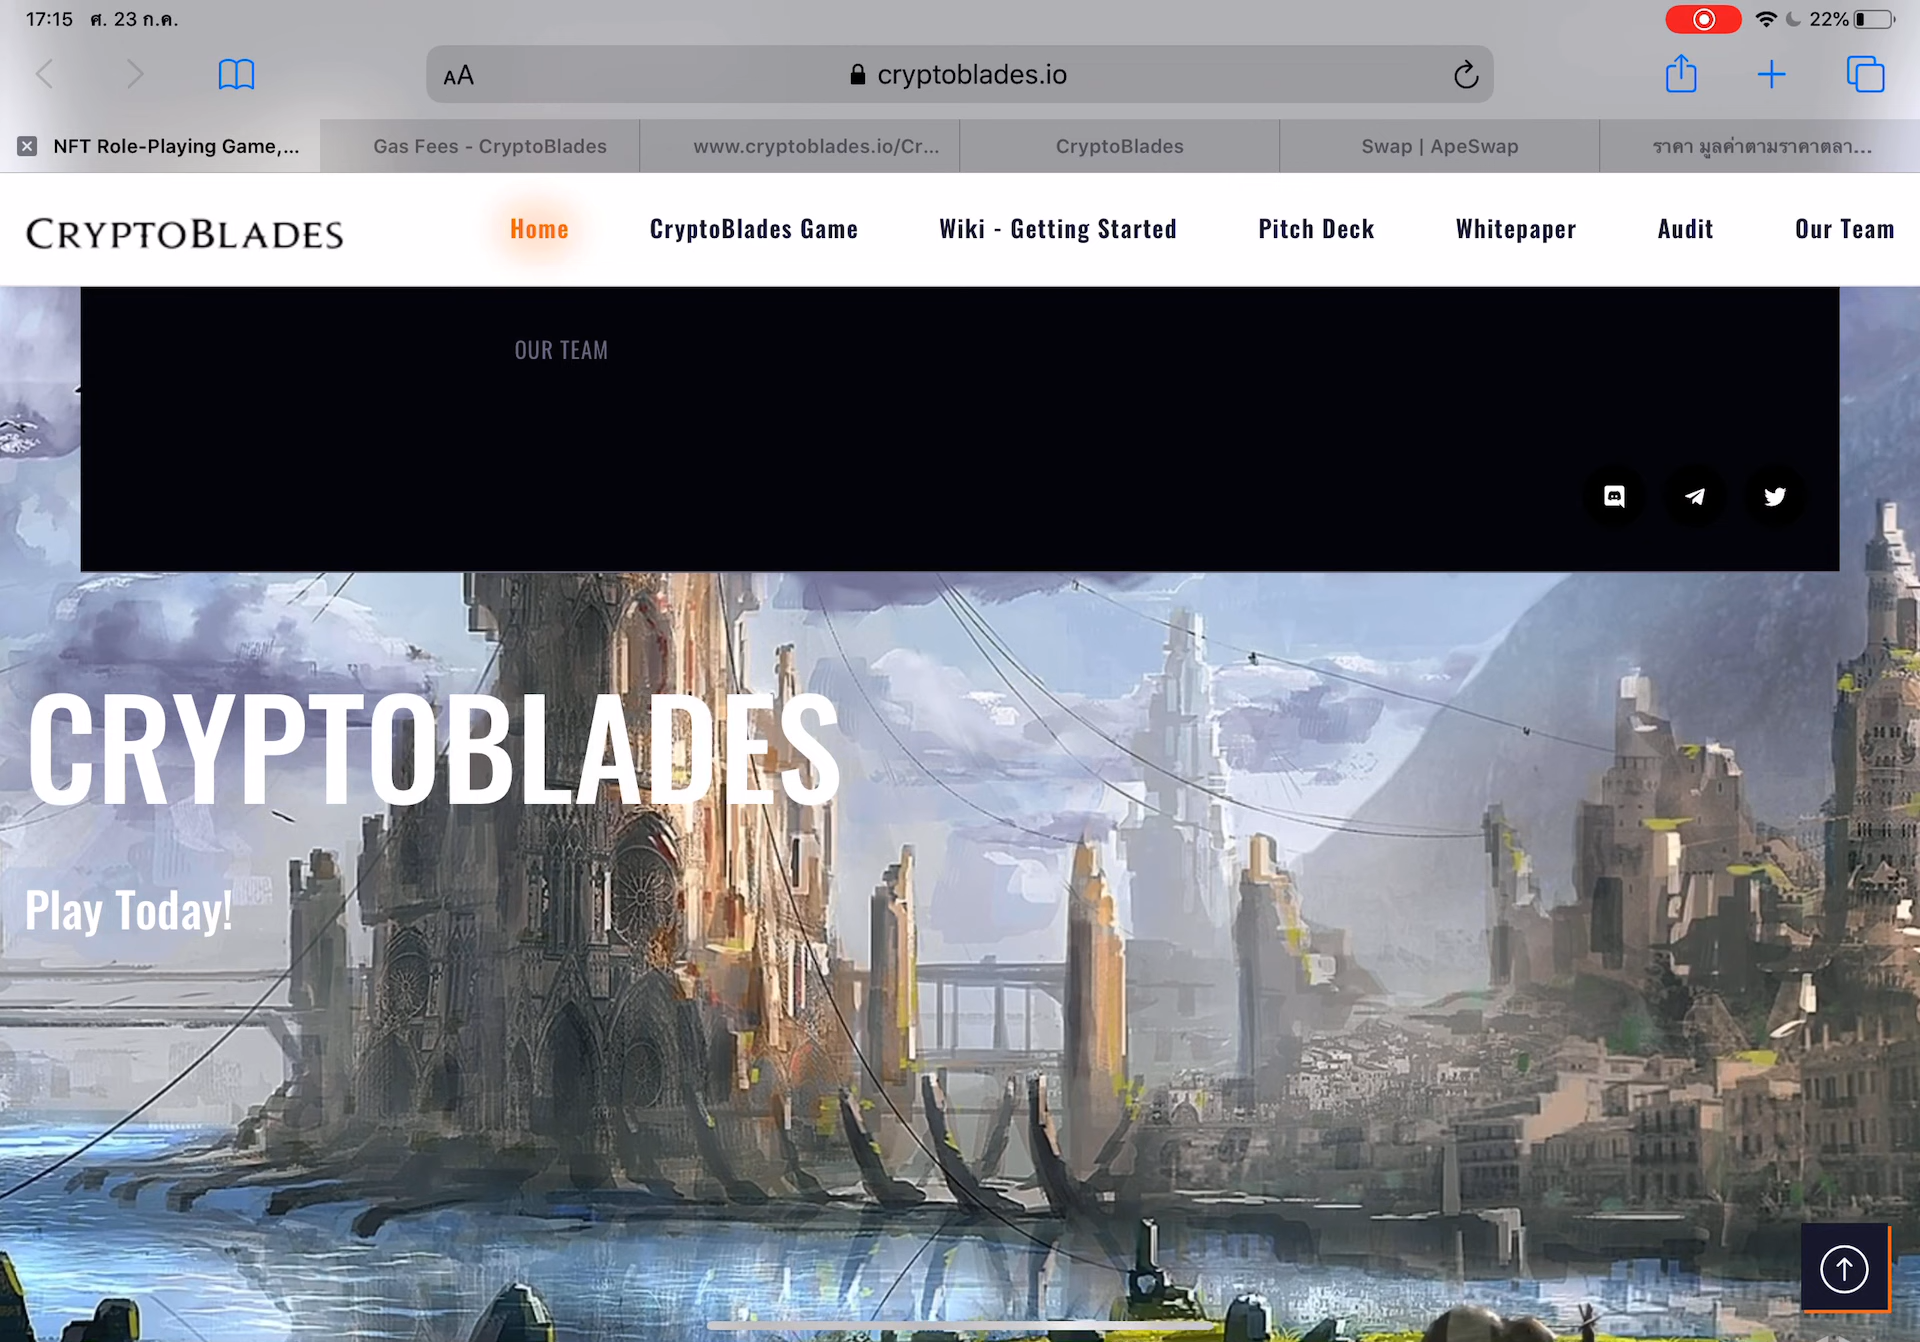 17:15 ศ. 23 ก.ค.
22%
AA
cryptoblades.io
NFT Role-Playing Game,...
Gas Fees - CryptoBlades
www.cryptoblades.io/Cr...
CryptoBlades
Swap | ApeSwap
ราคา มูลค่าตามราคาตลา...
CRYPTOBLADES
Home
CryptoBlades Game
Wiki - Getting Started
Pitch Deck
Whitepaper
Audit
Our Team
OUR TEAM
CRYPTOBLADES
Play Today!